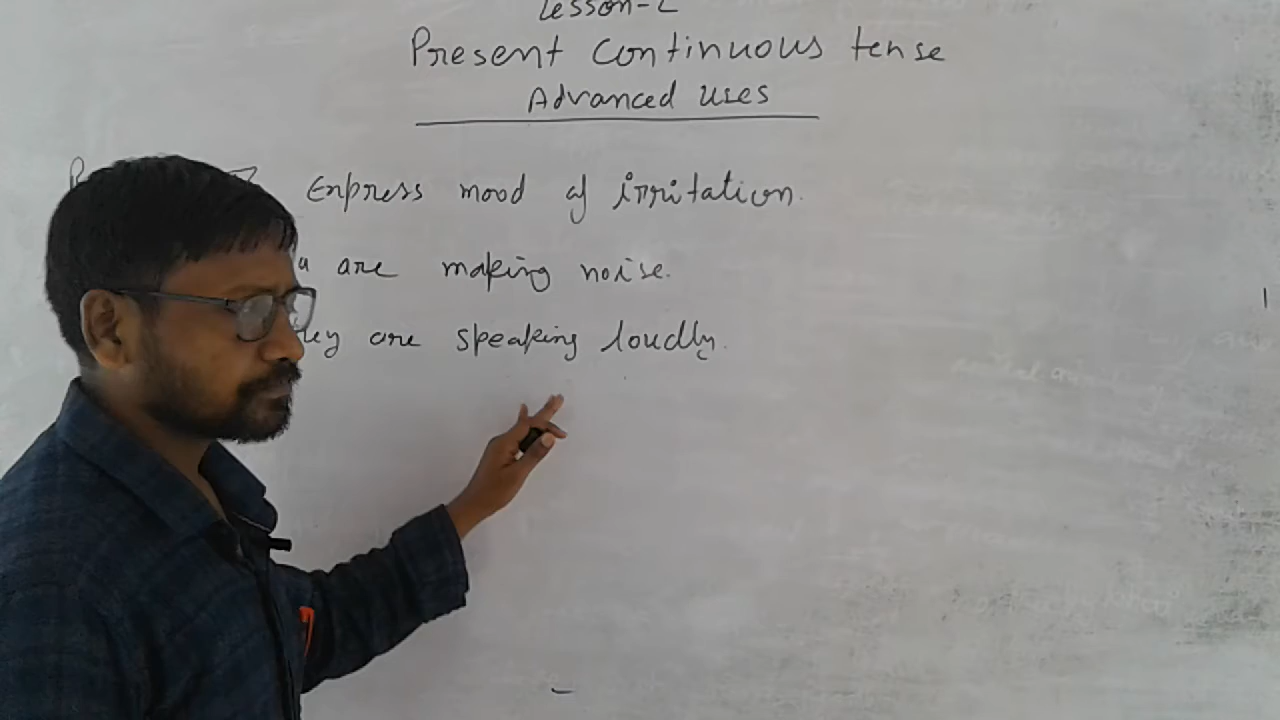 Lesson-2
Present continuous tense
Advanced uses
Express mood of irritation.
are making noise.
are speaking loudly.